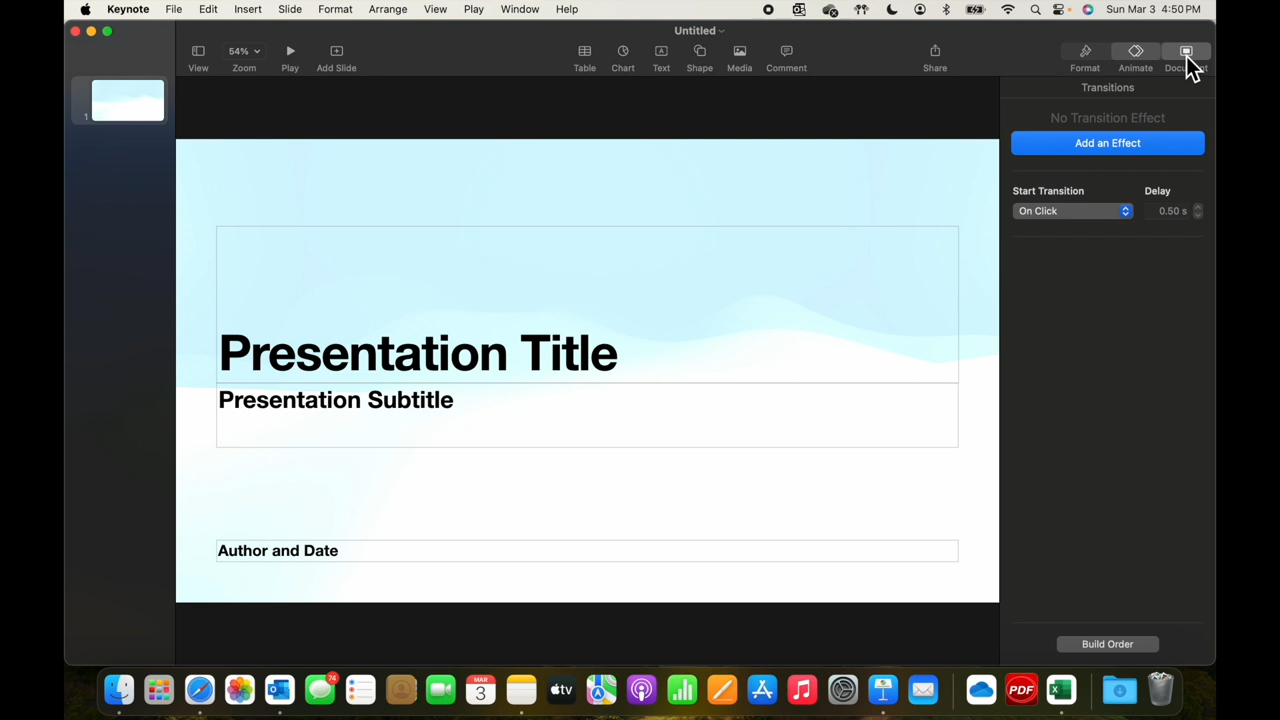 Keynote File Edit Insert Slide Format Arrange View Play Window Help Sun Mar 3 4:50 PM
Untitled
54%
View Zoom Play Add Slide Table Chart Text Shape Media Comment Share Format Animate
Transitions
No Transition Effect
Add an Effect
Start Transition Delay
On Click 0.50 s
1
Presentation Title
Presentation Subtitle
Author and Date
Build Order
74
MAR
3
tv
PDF